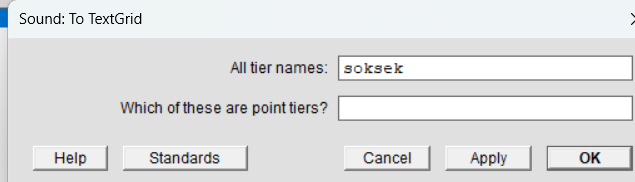 Sound: To TextGrid
All tier names: soksek
Which of these are point tiers?
Help Standards Cancel Apply OK